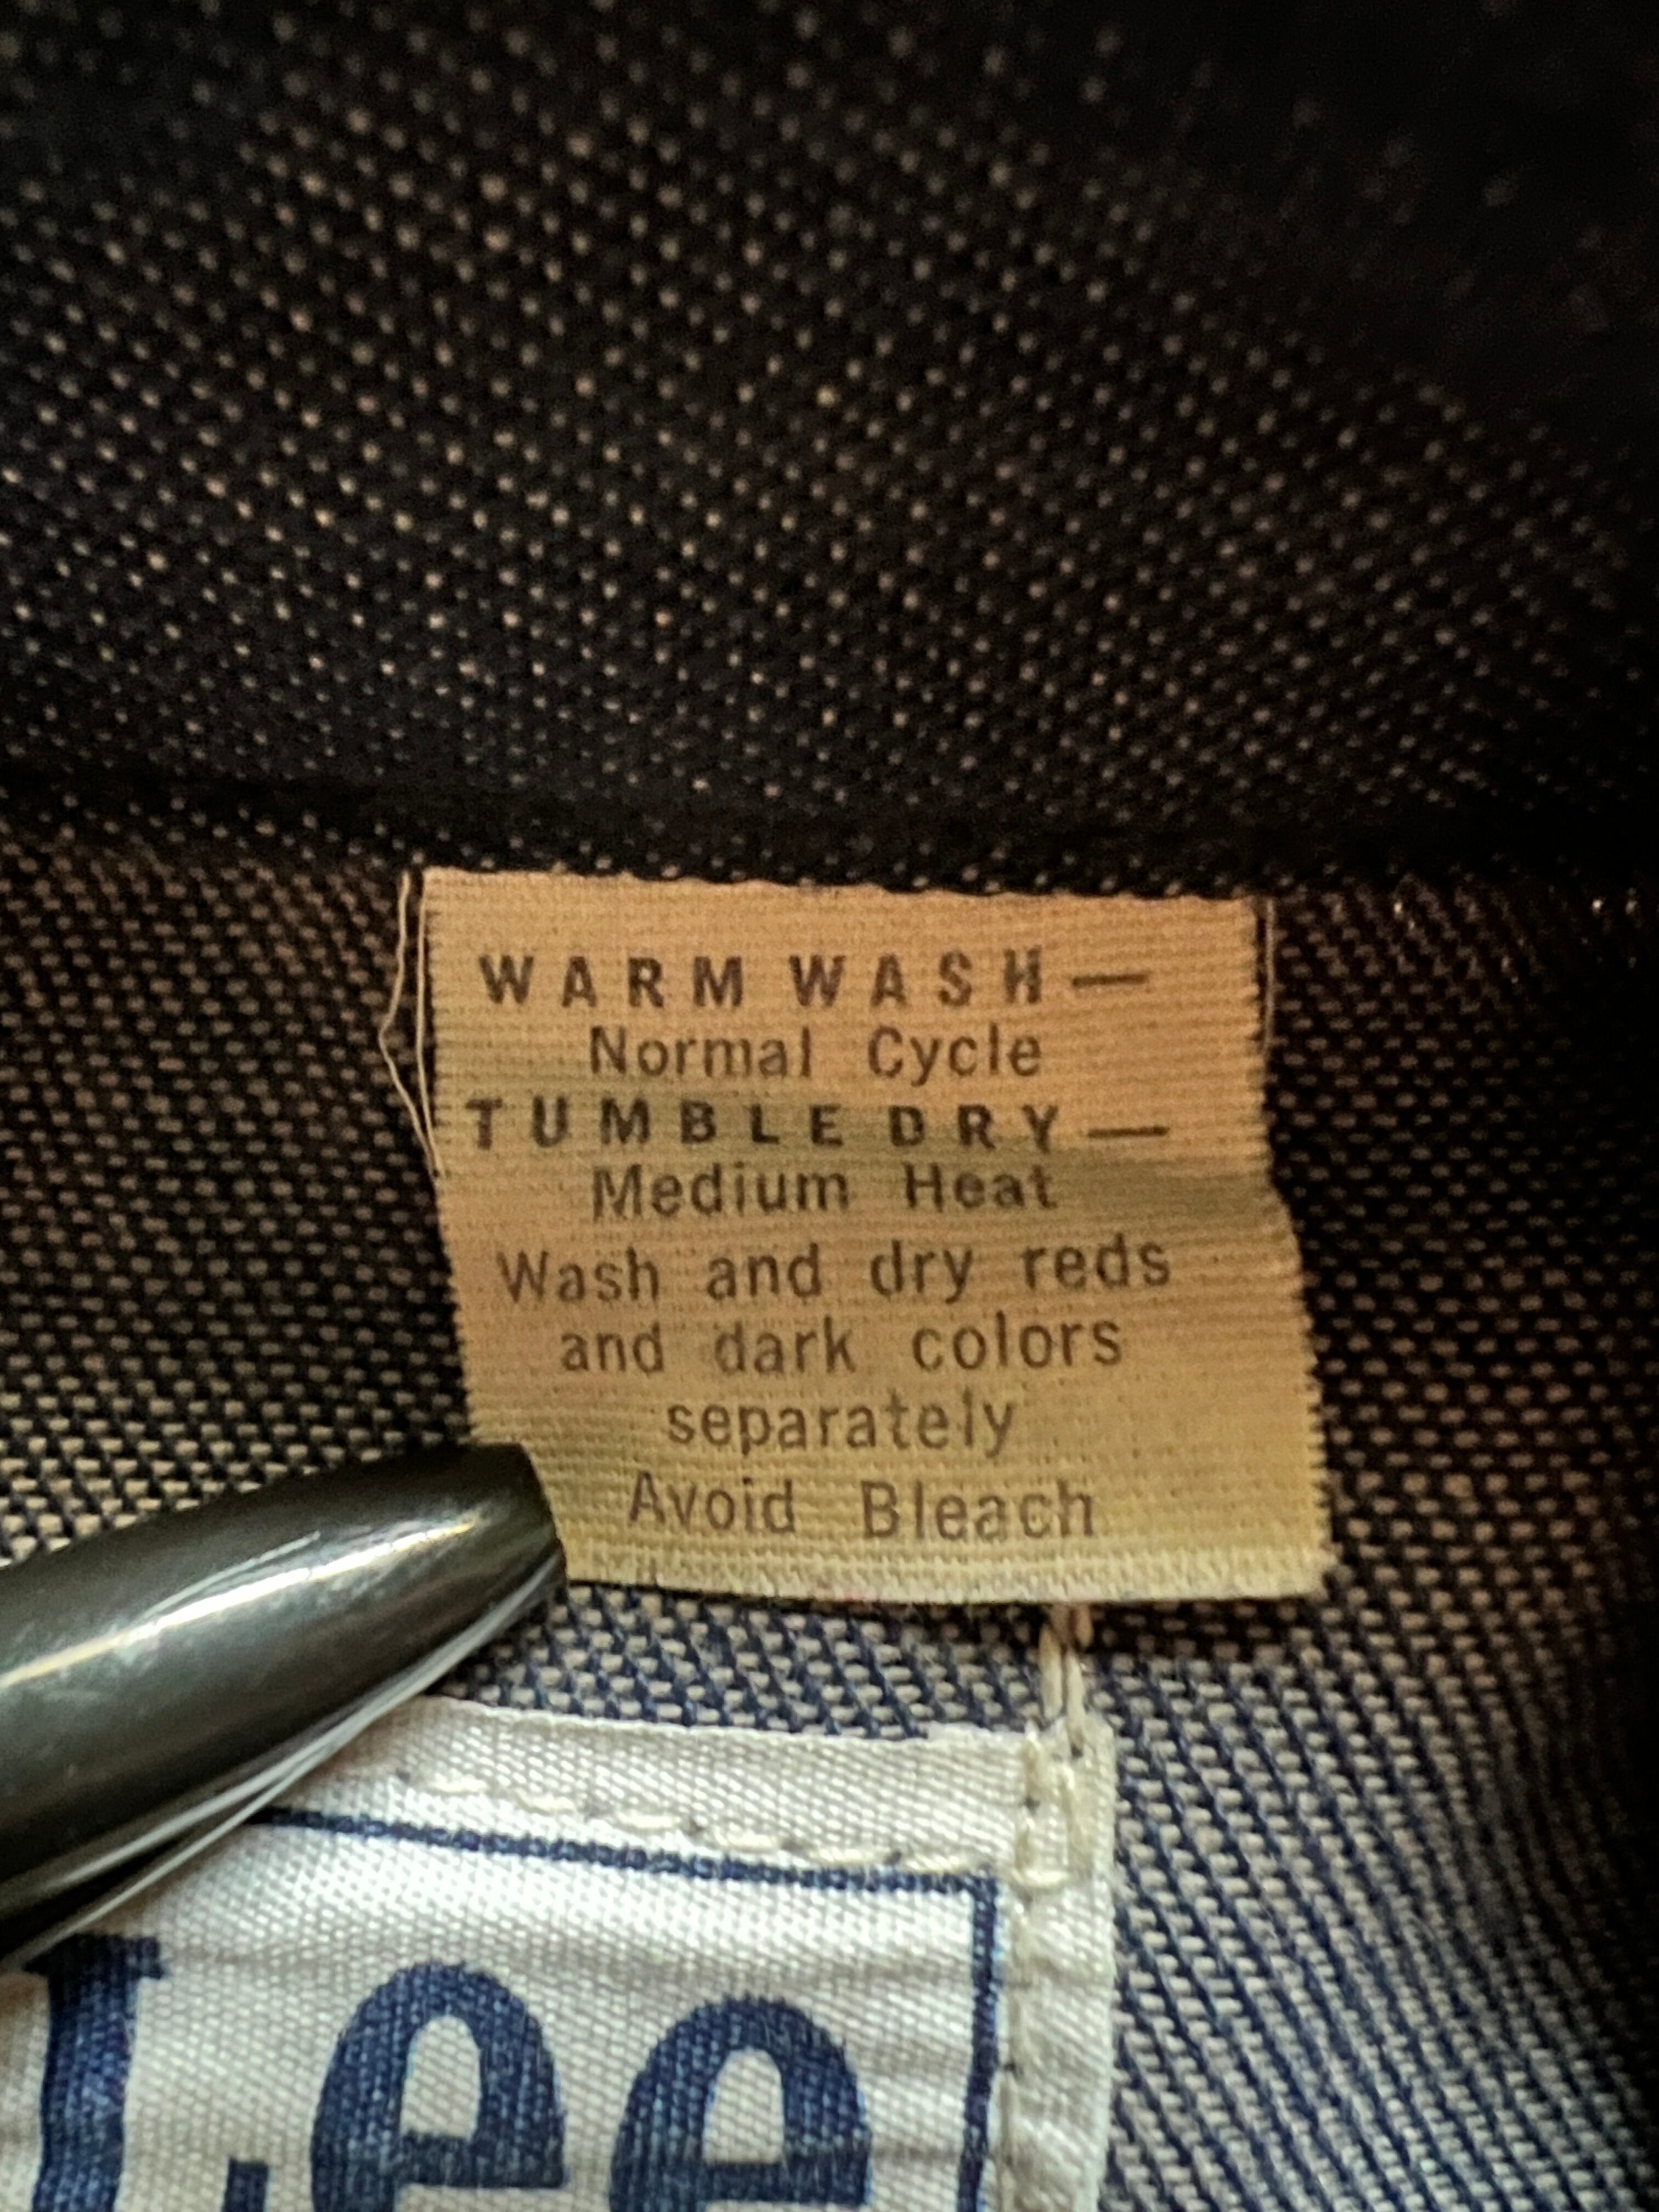 WARM WASH—
Normal Cycle
TUMBLE DRY—
Medium Heat
Wash and dry reds
and dark colors
separately
Avoid Bleach
Lee